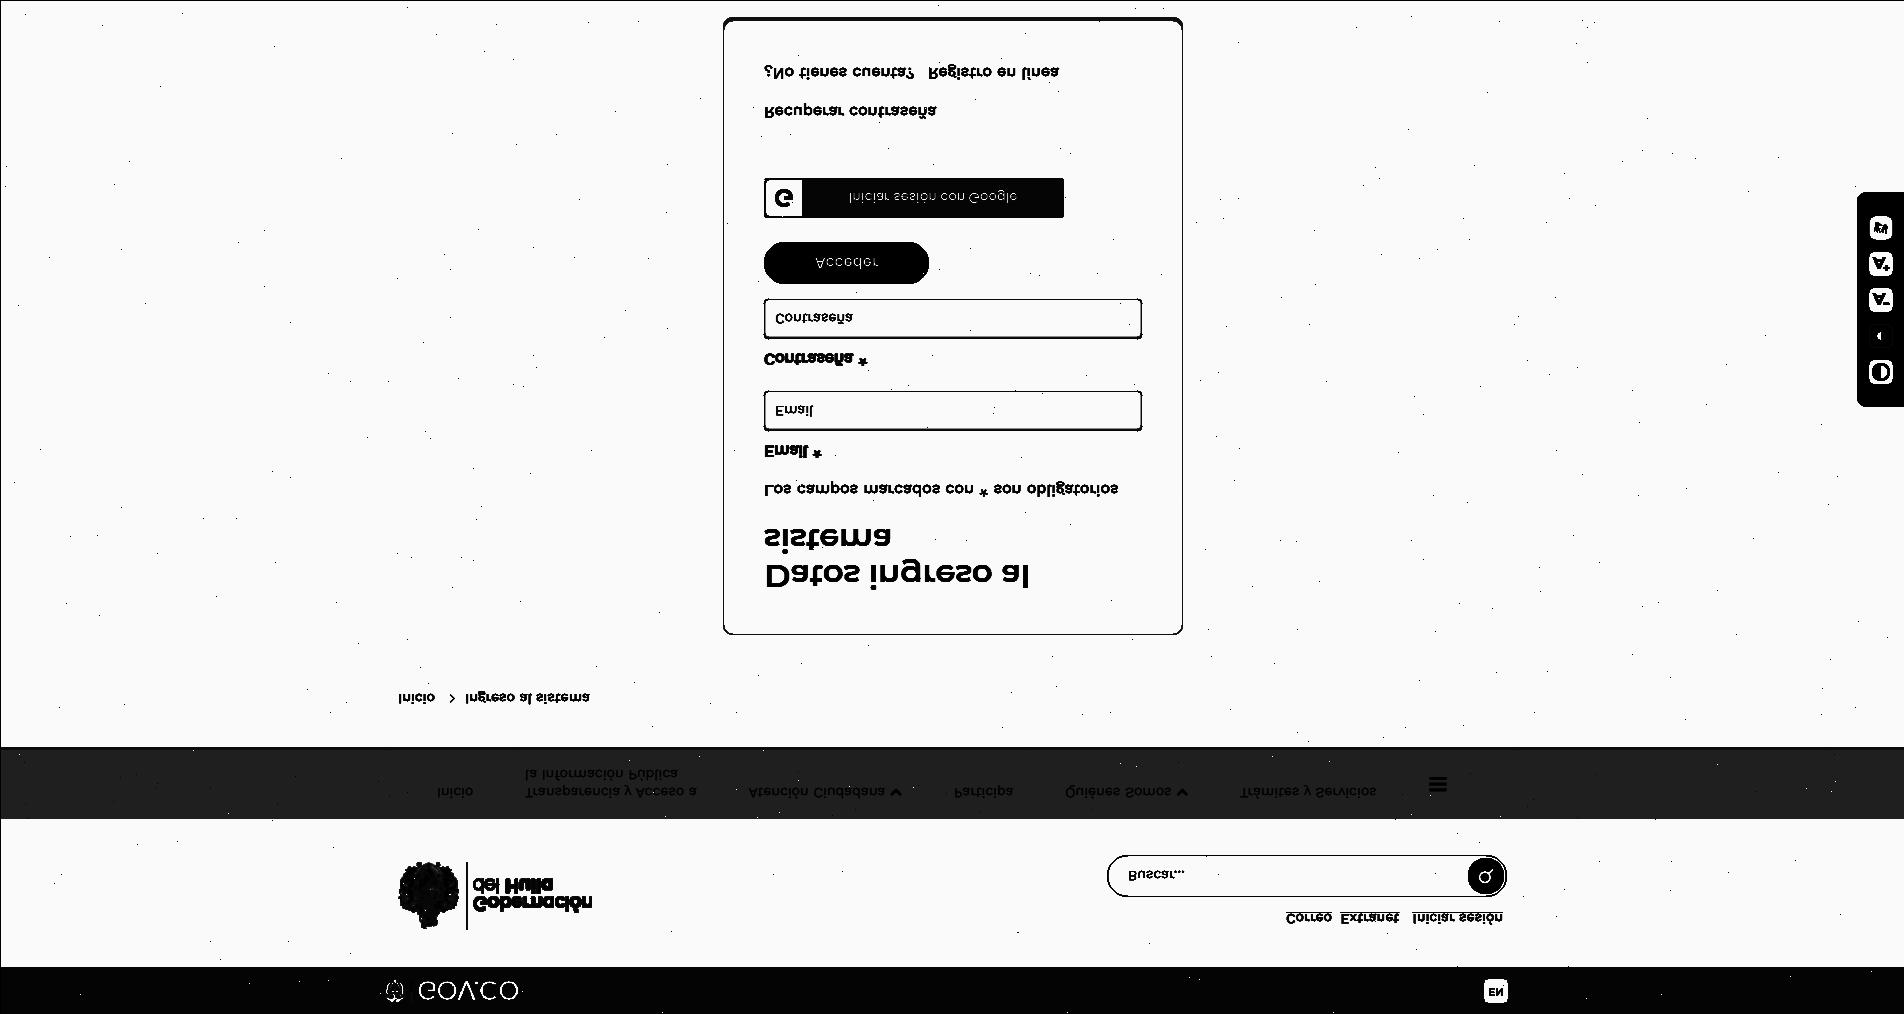 GOV.CO
EN
Correo Extranet Iniciar sesión
Gobernación
del Huila
Buscar...
Inicio
Transparencia y Acceso a
la Información Pública
Atención Ciudadana
Participa
Quiénes Somos
Trámites y Servicios
Inicio > Ingreso al sistema
Datos ingreso al
sistema
Los campos marcados con * son obligatorios
Email *
Email
Contraseña *
Contraseña
Acceder
G Iniciar sesión con Google
Recuperar contraseña
¿No tienes cuenta? Registro en línea
A-
A+